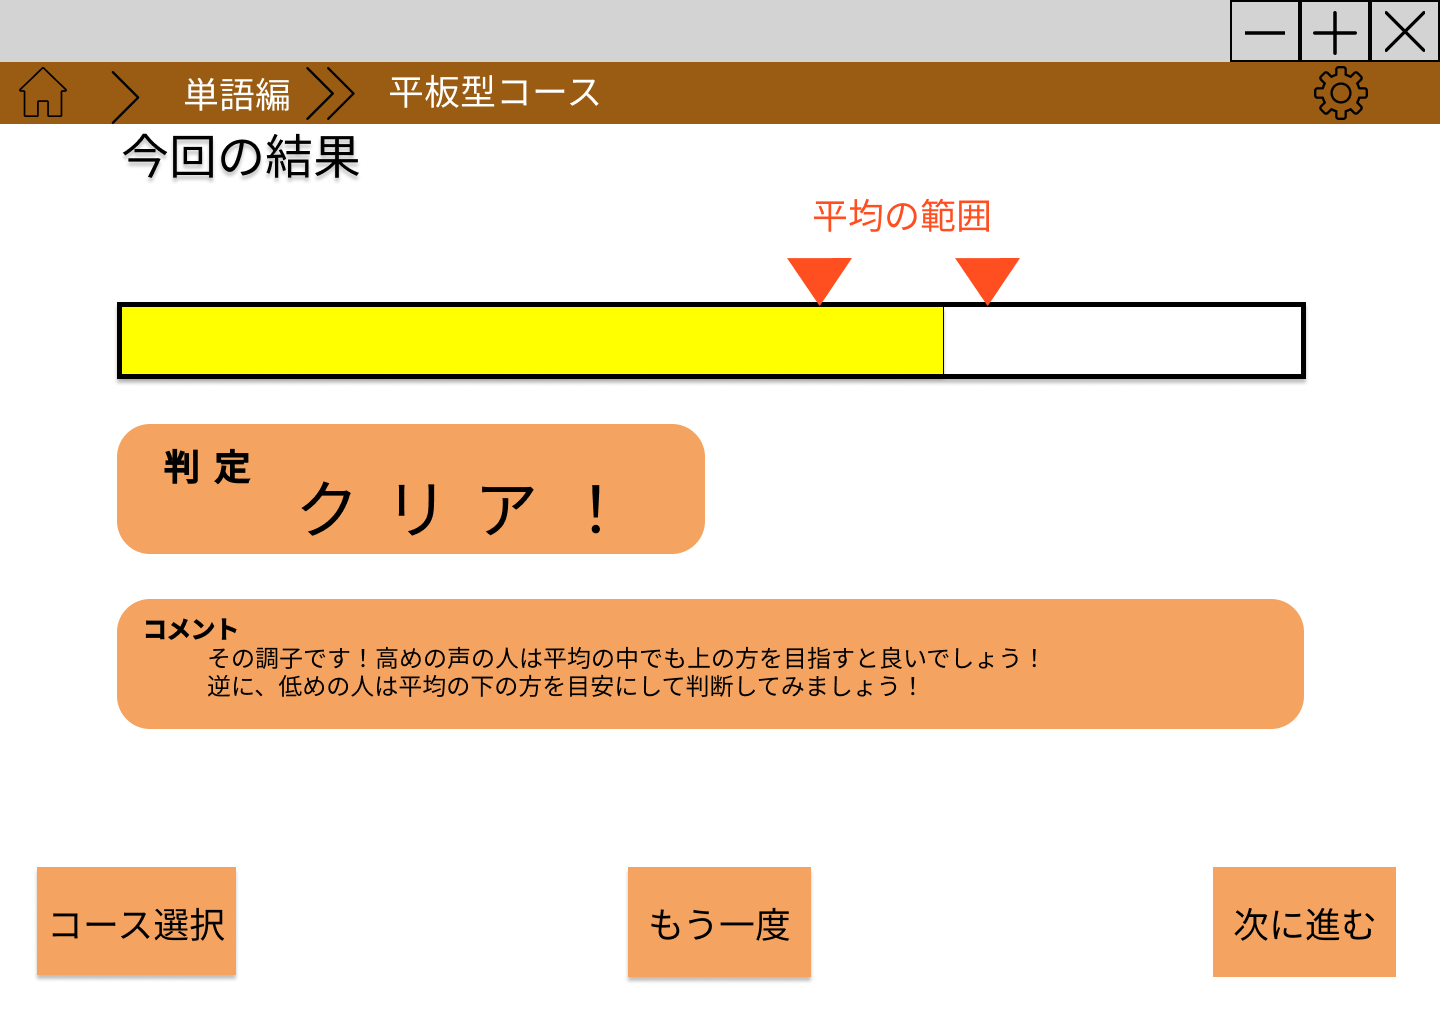 単語編
平板型コース
今回の結果
平均の範囲
判定
クリア！
コメント
その調子です！高めの声の人は平均の中でも上の方を目指すと良いでしょう！
逆に、低めの人は平均の下の方を目安にして判断してみましょう！
コース選択
もう一度
次に進む